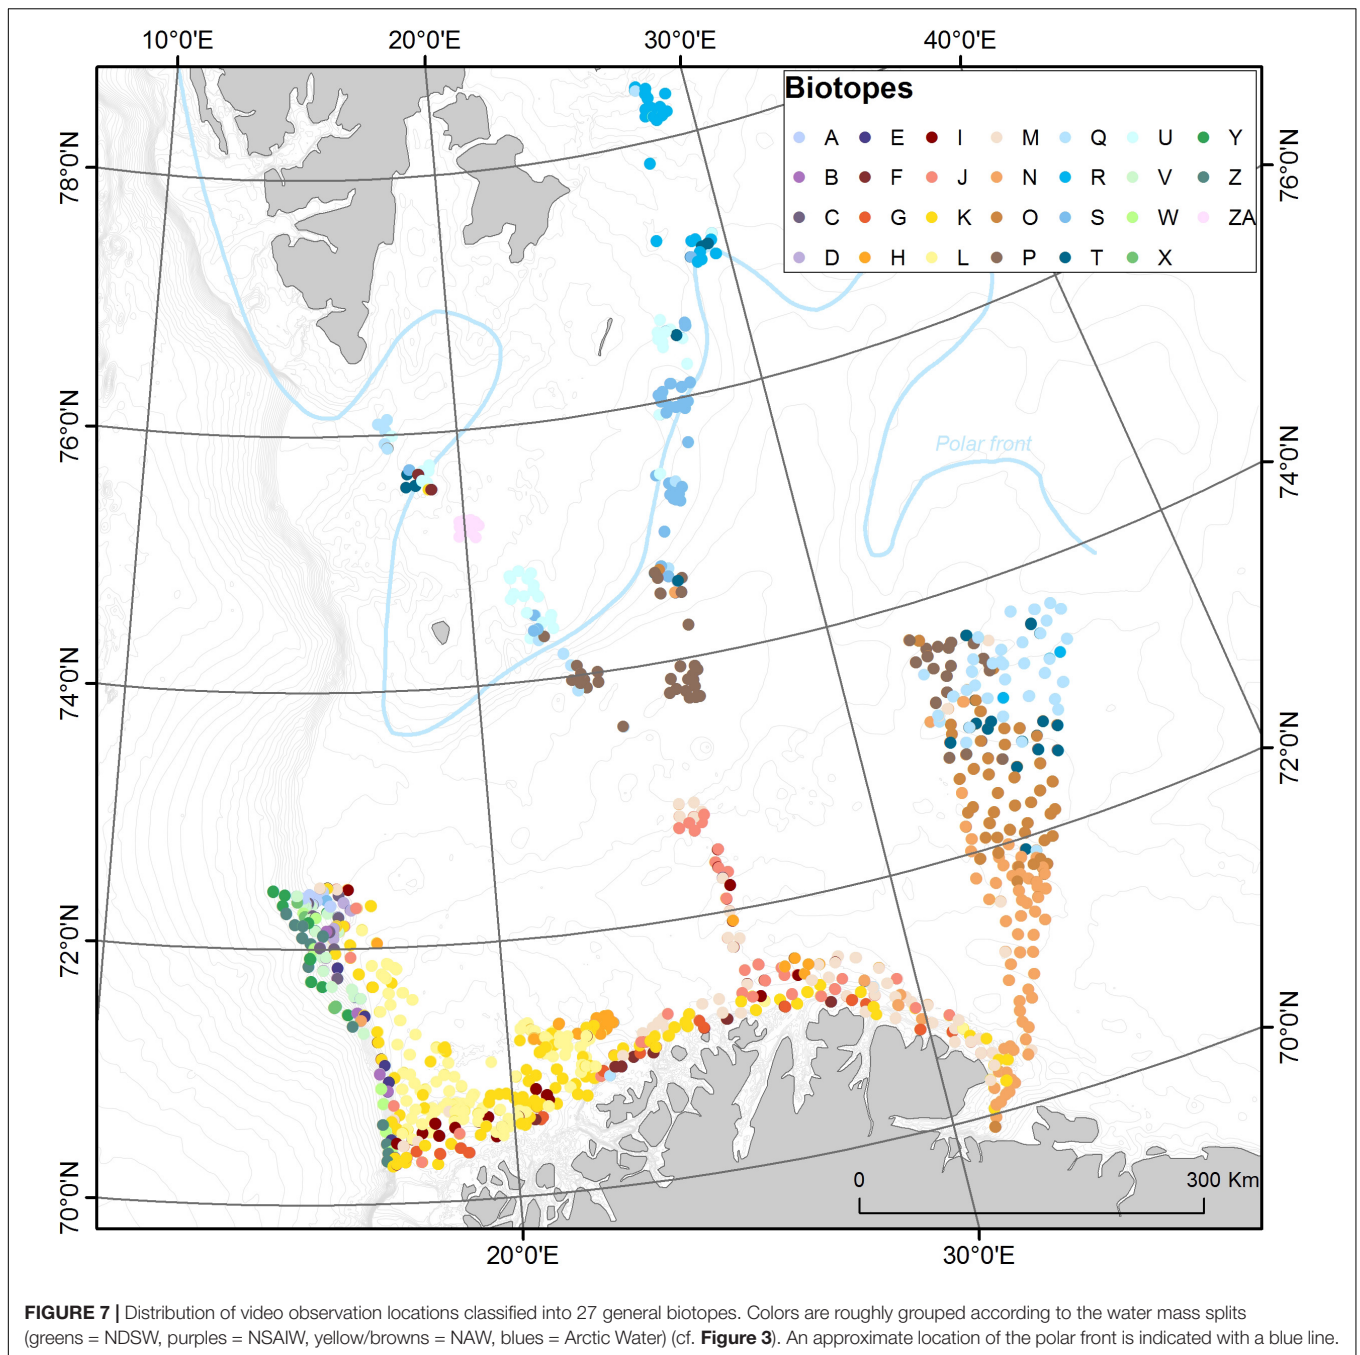 10°0'E 20°0'E 30°0'E 40°0'E
Biotopes
A E I M Q U Y
B F J N R V Z
C G K O S W ZA
D H L P T X
78°0'N
76°0'N
76°0'N
Polar front
74°0'N
74°0'N
72°0'N
72°0'N
70°0'N
70°0'N
0 300 Km
20°0'E 30°0'E
FIGURE 7 | Distribution of video observation locations classified into 27 general biotopes. Colors are roughly grouped according to the water mass splits
(greens = NDSW, purples = NSAIW, yellow/browns = NAW, blues = Arctic Water) (cf. Figure 3). An approximate location of the polar front is indicated with a blue line.